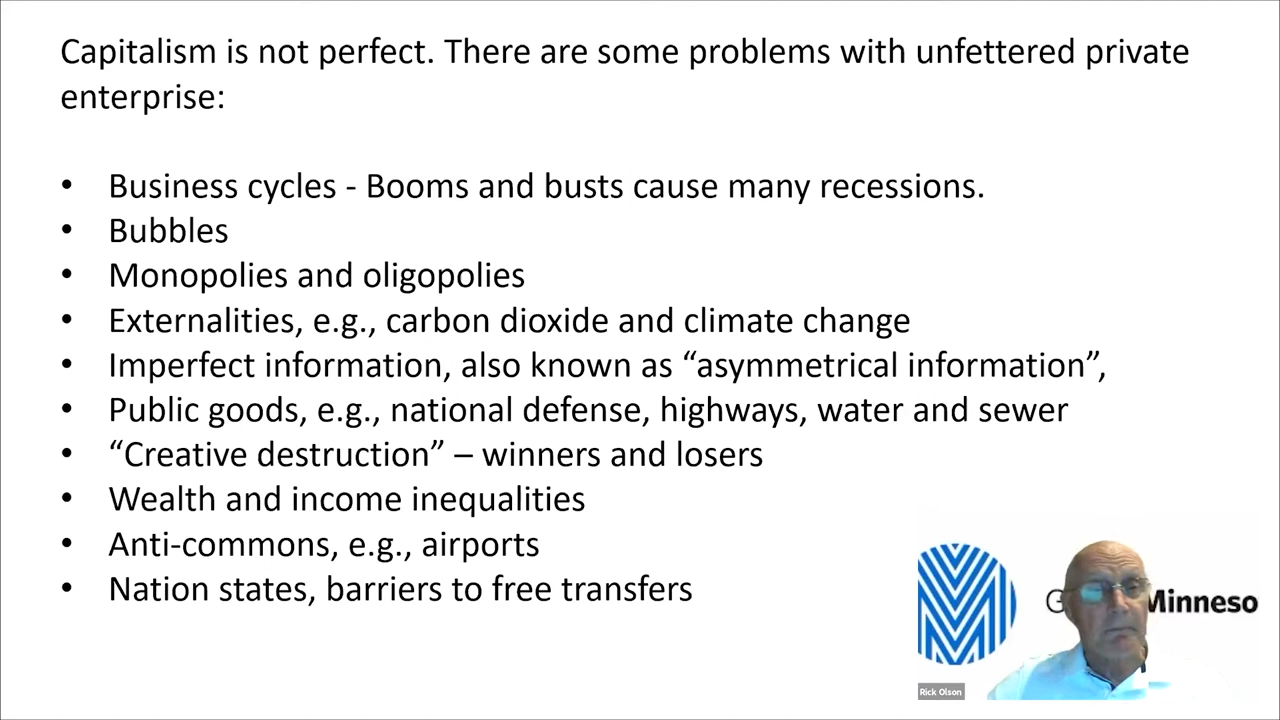 Capitalism is not perfect. There are some problems with unfettered private
enterprise:
• Business cycles - Booms and busts cause many recessions.
• Bubbles
• Monopolies and oligopolies
• Externalities, e.g., carbon dioxide and climate change
• Imperfect information, also known as “asymmetrical information”,
• Public goods, e.g., national defense, highways, water and sewer
• “Creative destruction” – winners and losers
• Wealth and income inequalities
• Anti-commons, e.g., airports
• Nation states, barriers to free transfers
Minneso
Rick Olson